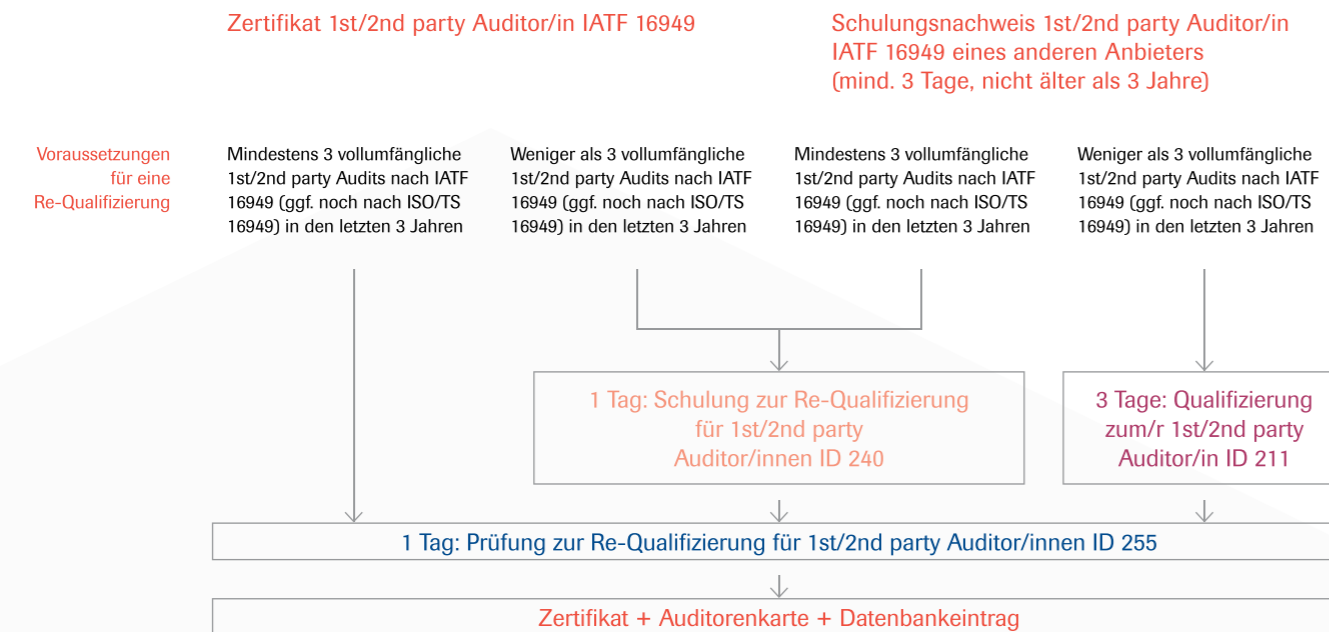 Zertifikat 1st/2nd party Auditor/in IATF 16949
Schulungsnachweis 1st/2nd party Auditor/in
IATF 16949 eines anderen Anbieters
(mind. 3 Tage, nicht älter als 3 Jahre)
Voraussetzungen
für eine
Re-Qualifizierung
Mindestens 3 vollumfängliche
1st/2nd party Audits nach IATF
16949 (ggf. noch nach ISO/TS
16949) in den letzten 3 Jahren
Weniger als 3 vollumfängliche
1st/2nd party Audits nach IATF
16949 (ggf. noch nach ISO/TS
16949) in den letzten 3 Jahren
Mindestens 3 vollumfängliche
1st/2nd party Audits nach IATF
16949 (ggf. noch nach ISO/TS
16949) in den letzten 3 Jahren
Weniger als 3 vollumfängliche
1st/2nd party Audits nach IATF
16949 (ggf. noch nach ISO/TS
16949) in den letzten 3 Jahren
1 Tag: Schulung zur Re-Qualifizierung
für 1st/2nd party
Auditor/innen ID 240
3 Tage: Qualifizierung
zum/r 1st/2nd party
Auditor/in ID 211
1 Tag: Prüfung zur Re-Qualifizierung für 1st/2nd party Auditor/innen ID 255
Zertifikat + Auditorenkarte + Datenbankeintrag